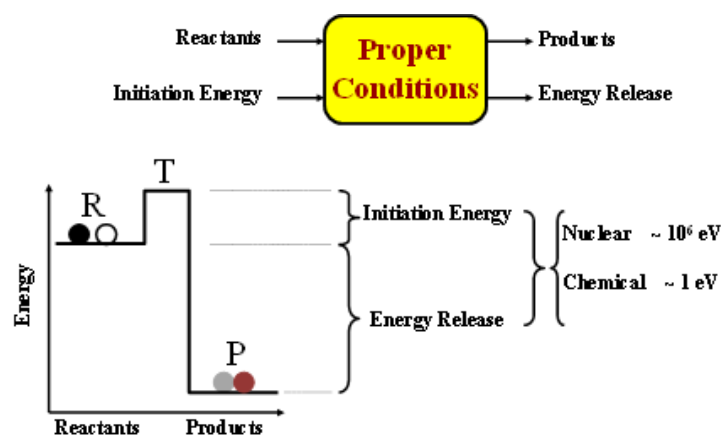 Reactants
Proper
Products
Initiation Energy
Conditions
Energy Release
T
R
Initiation Energy
Nuclear ~ 10⁶ eV
Chemical ~ 1 eV
Energy
Energy Release
P
Reactants
Products